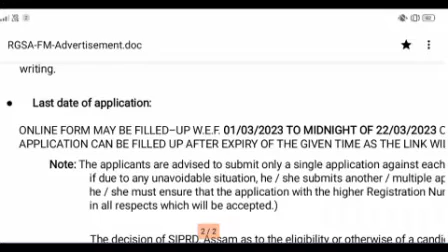 RGSA-FM-Advertisement.doc
writing.
Last date of application:
ONLINE FORM MAY BE FILLED–UP W.E.F. 01/03/2023 TO MIDNIGHT OF 22/03/2023
APPLICATION CAN BE FILLED UP AFTER EXPIRY OF THE GIVEN TIME AS THE LINK WIL
Note: The applicants are advised to submit only a single application against each
if due to any unavoidable situation, he / she submits another / multiple ap
he / she must ensure that the application with the higher Registration Nur
in all respects which will be accepted.)
2 / 2
The decision of SIPRD, Assam as to the eligibility or otherwise of a candi